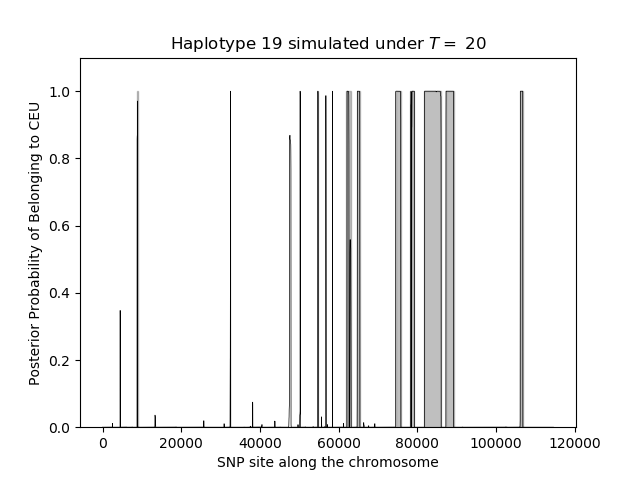 Haplotype 19 simulated under T = 20
Posterior Probability of Belonging to CEU
1.0
0.8
0.6
0.4
0.2
0.0
0 20000 40000 60000 80000 100000 120000
SNP site along the chromosome